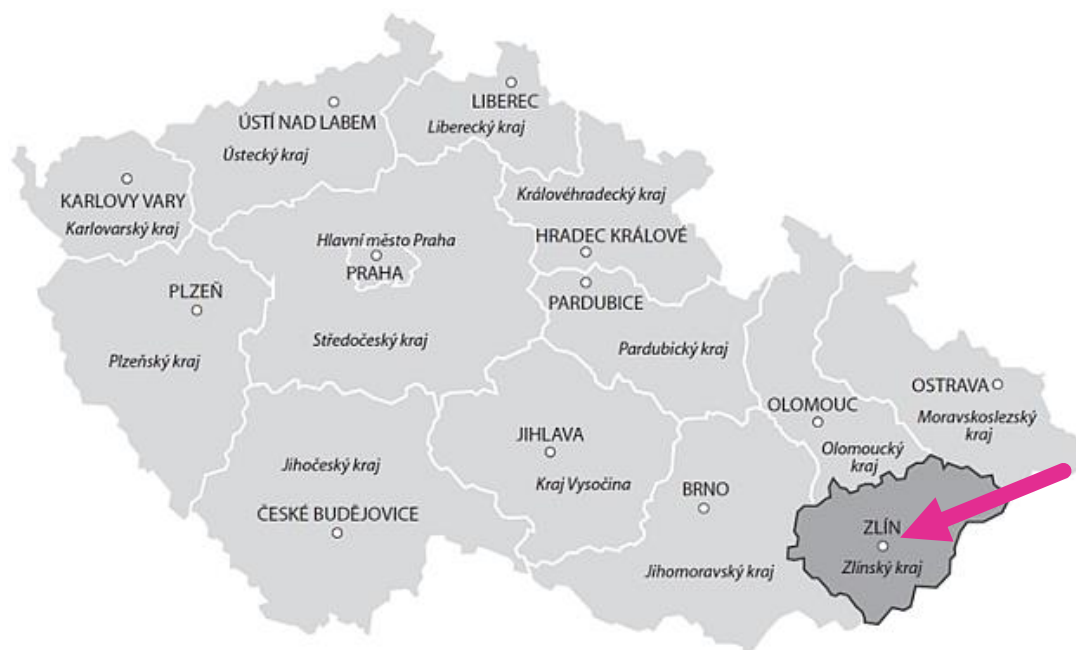 LIBEREC
Liberecký kraj
ÚSTÍ NAD LABEM
Ústecký kraj
KARLOVY VARY
Karlovarský kraj
Královéhradecký kraj
HRADEC KRÁLOVÉ
Hlavní město Praha
PRAHA
PLZEŇ
Plzeňský kraj
Středočeský kraj
PARDUBICE
Pardubický kraj
OSTRAVA
Moravskoslezský
kraj
OLOMOUC
Olomoucký
kraj
JIHLAVA
Kraj Vysočina
Jihočeský kraj
ČESKÉ BUDĚJOVICE
BRNO
Jihomoravský kraj
ZLÍN
Zlínský kraj